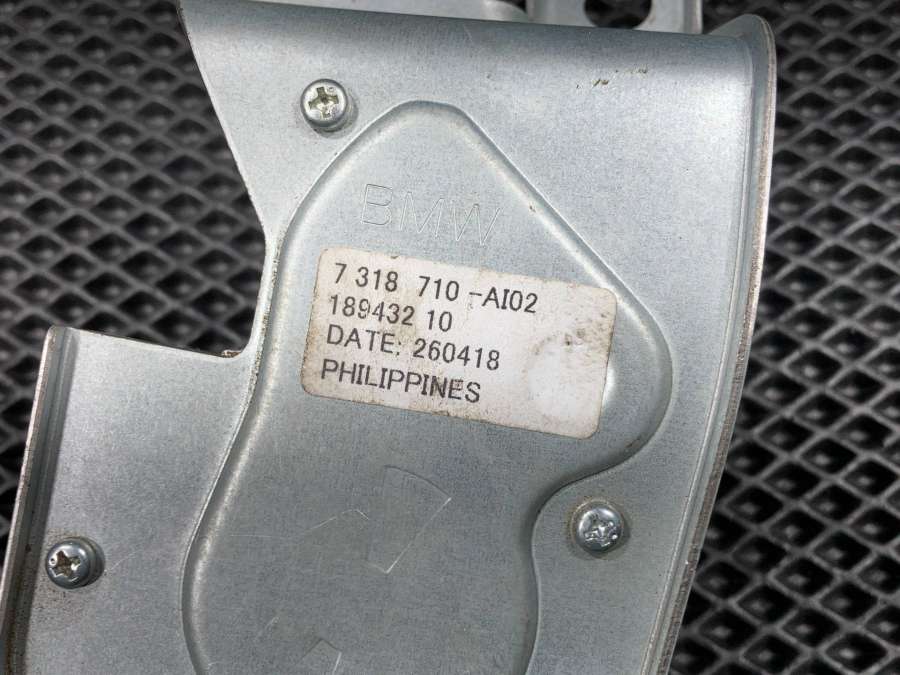 BMW
7 318 710-AI02
189432 10
DATE: 260418
PHILIPPINES